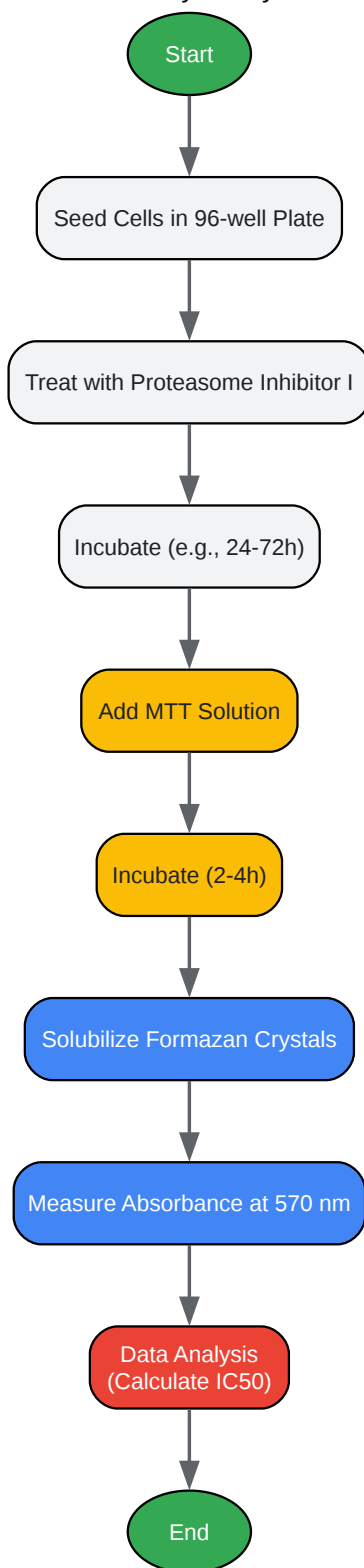 Start
Seed Cells in 96-well Plate
Treat with Proteasome Inhibitor I
Incubate (e.g., 24-72h)
Add MTT Solution
Incubate (2-4h)
Solubilize Formazan Crystals
Measure Absorbance at 570 nm
Data Analysis
(Calculate IC50)
End